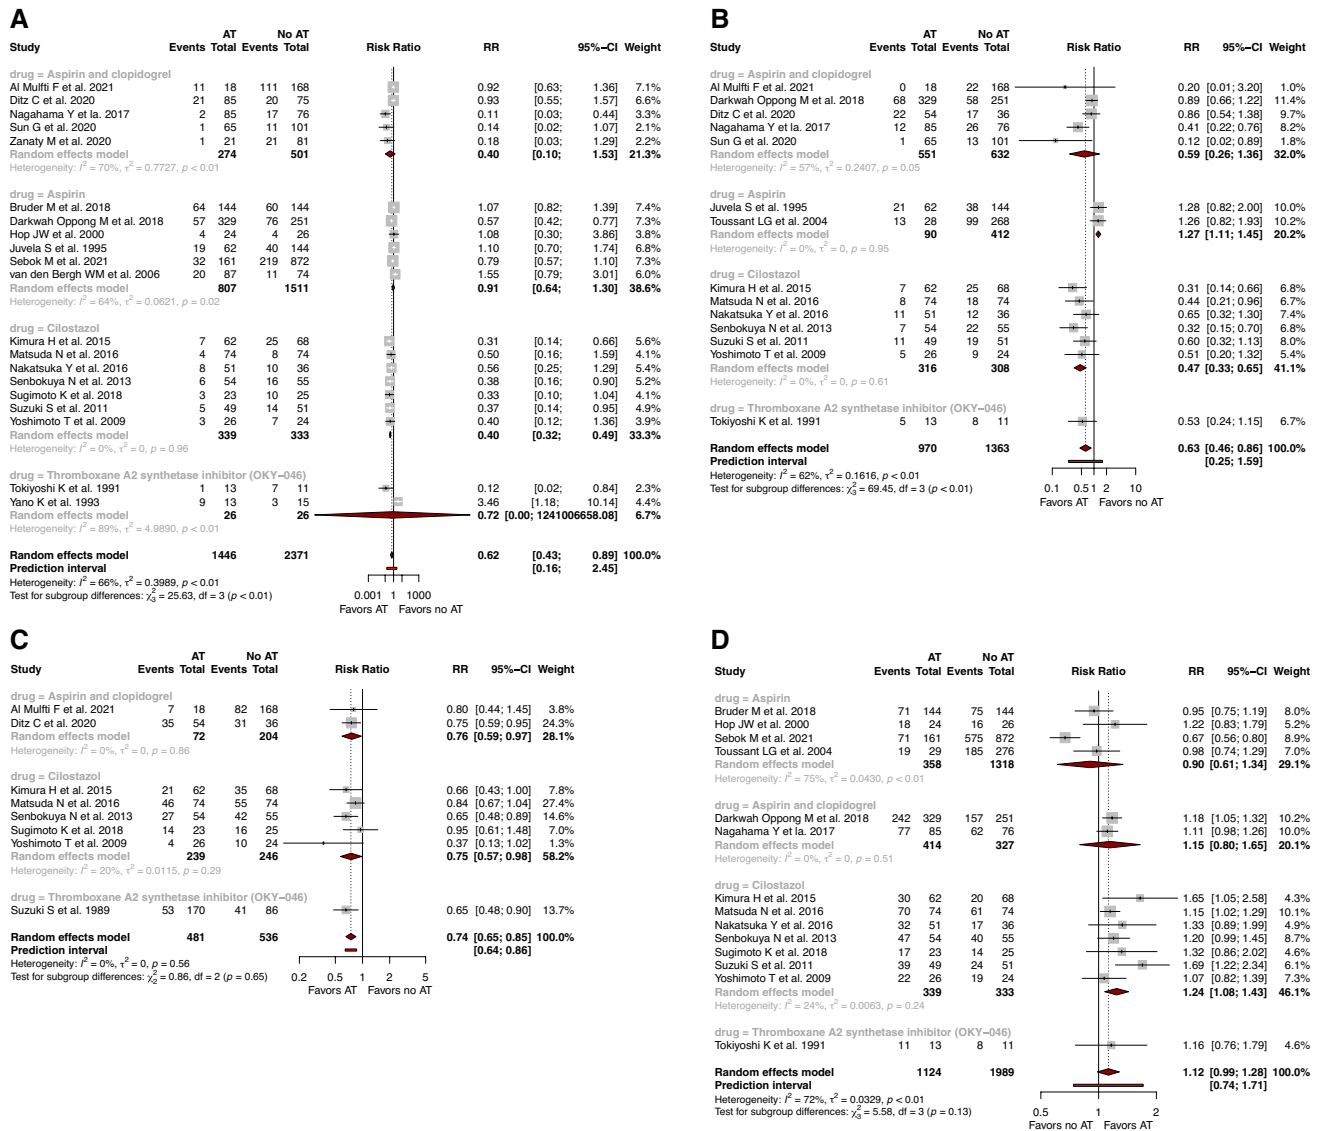 A
AT No AT
Study Events Total Events Total Risk Ratio RR 95%−CI Weight
drug = Aspirin and clopidogrel
Al Mulfti F et al. 2021 11 18 111 168 0.92 [0.63; 1.36] 7.1%
Ditz C et al. 2020 21 85 20 75 0.93 [0.55; 1.57] 6.6%
Nagahama Y et la. 2017 2 85 17 76 0.11 [0.03; 0.44] 3.3%
Sun G et al. 2020 1 65 11 101 0.14 [0.02; 1.07] 2.1%
Zanaty M et al. 2020 1 21 21 81 0.18 [0.03; 1.29] 2.2%
Random effects model 274 501 0.40 [0.10; 1.53] 21.3%
Heterogeneity: I² = 70%, τ² = 0.7727, p < 0.01
drug = Aspirin
Bruder M et al. 2018 64 144 60 144 1.07 [0.82; 1.39] 7.4%
Darkwah Oppong M et al. 2018 57 329 76 251 0.57 [0.42; 0.77] 7.3%
Hop JW et al. 2000 4 24 4 26 1.08 [0.30; 3.86] 3.8%
Juvela S et al. 1995 19 62 40 144 1.10 [0.70; 1.74] 6.8%
Sebok M et al. 2021 32 161 219 872 0.79 [0.57; 1.10] 7.3%
van den Bergh WM et al. 2006 20 87 11 74 1.55 [0.79; 3.01] 6.0%
Random effects model 807 1511 0.91 [0.64; 1.30] 38.6%
Heterogeneity: I² = 64%, τ² = 0.0621, p = 0.02
drug = Cilostazol
Kimura H et al. 2015 7 62 25 68 0.31 [0.14; 0.66] 5.6%
Matsuda N et al. 2016 4 74 8 74 0.50 [0.16; 1.59] 4.1%
Nakatsuka Y et al. 2016 8 51 10 36 0.56 [0.25; 1.29] 5.4%
Senbokuya N et al. 2013 6 54 16 55 0.38 [0.16; 0.90] 5.2%
Sugimoto K et al. 2018 3 23 10 25 0.33 [0.10; 1.04] 4.1%
Suzuki S et al. 2011 5 49 14 51 0.37 [0.14; 0.95] 4.9%
Yoshimoto T et al. 2009 3 26 7 24 0.40 [0.12; 1.36] 3.9%
Random effects model 339 333 0.40 [0.32; 0.49] 33.3%
Heterogeneity: I² = 0%, τ² = 0, p = 0.96
drug = Thromboxane A2 synthetase inhibitor (OKY−046)
Tokiyoshi K et al. 1991 1 13 7 11 0.12 [0.02; 0.84] 2.3%
Yano K et al. 1993 9 13 3 15 3.46 [1.18; 10.14] 4.4%
Random effects model 26 26 0.72 [0.00; 1241006658.08] 6.7%
Heterogeneity: I² = 89%, τ² = 4.9890, p < 0.01
Random effects model 1446 2371 0.62 [0.43; 0.89] 100.0%
Prediction interval [0.16; 2.45]
Heterogeneity: I² = 66%, τ² = 0.3989, p < 0.01
Test for subgroup differences: χ²₃ = 25.63, df = 3 (p < 0.01)
0.001 1 1000
Favors AT Favors no AT
B
AT No AT
Study Events Total Events Total Risk Ratio RR 95%−CI Weight
drug = Aspirin and clopidogrel
Al Mulfti F et al. 2021 0 18 22 168 0.20 [0.01; 3.20] 1.0%
Darkwah Oppong M et al. 2018 68 329 58 251 0.89 [0.66; 1.22] 11.4%
Ditz C et al. 2020 22 54 17 36 0.86 [0.54; 1.38] 9.7%
Nagahama Y et la. 2017 12 85 26 76 0.41 [0.22; 0.76] 8.2%
Sun G et al. 2020 1 65 13 101 0.12 [0.02; 0.89] 1.8%
Random effects model 551 632 0.59 [0.26; 1.36] 32.0%
Heterogeneity: I² = 57%, τ² = 0.2407, p = 0.05
drug = Aspirin
Juvela S et al. 1995 21 62 38 144 1.28 [0.82; 2.00] 10.0%
Toussant LG et al. 2004 13 28 99 268 1.26 [0.82; 1.93] 10.2%
Random effects model 90 412 1.27 [1.11; 1.45] 20.2%
Heterogeneity: I² = 0%, τ² = 0, p = 0.95
drug = Cilostazol
Kimura H et al. 2015 7 62 25 68 0.31 [0.14; 0.66] 6.8%
Matsuda N et al. 2016 8 74 18 74 0.44 [0.21; 0.96] 6.7%
Nakatsuka Y et al. 2016 11 51 12 36 0.65 [0.32; 1.30] 7.4%
Senbokuya N et al. 2013 7 54 22 55 0.32 [0.15; 0.70] 6.8%
Suzuki S et al. 2011 11 49 19 51 0.60 [0.32; 1.13] 8.0%
Yoshimoto T et al. 2009 5 26 9 24 0.51 [0.20; 1.32] 5.4%
Random effects model 316 308 0.47 [0.33; 0.65] 41.1%
Heterogeneity: I² = 0%, τ² = 0, p = 0.61
drug = Thromboxane A2 synthetase inhibitor (OKY−046)
Tokiyoshi K et al. 1991 5 13 8 11 0.53 [0.24; 1.15] 6.7%
Random effects model 970 1363 0.63 [0.46; 0.86] 100.0%
Prediction interval [0.25; 1.59]
Heterogeneity: I² = 62%, τ² = 0.1616, p < 0.01
Test for subgroup differences: χ²₃ = 69.45, df = 3 (p < 0.01)
0.1 0.5 1 2 10
Favors AT Favors no AT
C
AT No AT
Study Events Total Events Total Risk Ratio RR 95%−CI Weight
drug = Aspirin and clopidogrel
Al Mulfti F et al. 2021 7 18 82 168 0.80 [0.44; 1.45] 3.8%
Ditz C et al. 2020 35 54 31 36 0.75 [0.59; 0.95] 24.3%
Random effects model 72 204 0.76 [0.59; 0.97] 28.1%
Heterogeneity: I² = 0%, τ² = 0, p = 0.86
drug = Cilostazol
Kimura H et al. 2015 21 62 35 68 0.66 [0.43; 1.00] 7.8%
Matsuda N et al. 2016 46 74 55 74 0.84 [0.67; 1.04] 27.4%
Senbokuya N et al. 2013 27 54 42 55 0.65 [0.48; 0.89] 14.6%
Sugimoto K et al. 2018 14 23 16 25 0.95 [0.61; 1.48] 7.0%
Yoshimoto T et al. 2009 4 26 10 24 0.37 [0.13; 1.02] 1.3%
Random effects model 239 246 0.75 [0.57; 0.98] 58.2%
Heterogeneity: I² = 20%, τ² = 0.0115, p = 0.29
drug = Thromboxane A2 synthetase inhibitor (OKY−046)
Suzuki S et al. 1989 53 170 41 86 0.65 [0.48; 0.90] 13.7%
Random effects model 481 536 0.74 [0.65; 0.85] 100.0%
Prediction interval [0.64; 0.86]
Heterogeneity: I² = 0%, τ² = 0, p = 0.56
Test for subgroup differences: χ²₂ = 0.86, df = 2 (p = 0.65)
0.2 0.5 1 2 5
Favors AT Favors no AT
D
AT No AT
Study Events Total Events Total Risk Ratio RR 95%−CI Weight
drug = Aspirin
Bruder M et al. 2018 71 144 75 144 0.95 [0.75; 1.19] 8.0%
Hop JW et al. 2000 18 24 16 26 1.22 [0.83; 1.79] 5.2%
Sebok M et al. 2021 71 161 575 872 0.67 [0.56; 0.80] 8.9%
Toussant LG et al. 2004 19 29 185 276 0.98 [0.74; 1.29] 7.0%
Random effects model 358 1318 0.90 [0.61; 1.34] 29.1%
Heterogeneity: I² = 75%, τ² = 0.0430, p < 0.01
drug = Aspirin and clopidogrel
Darkwah Oppong M et al. 2018 242 329 157 251 1.18 [1.05; 1.32] 10.2%
Nagahama Y et la. 2017 77 85 62 76 1.11 [0.98; 1.26] 10.0%
Random effects model 414 327 1.15 [0.80; 1.65] 20.1%
Heterogeneity: I² = 0%, τ² = 0, p = 0.51
drug = Cilostazol
Kimura H et al. 2015 30 62 20 68 1.65 [1.05; 2.58] 4.3%
Matsuda N et al. 2016 70 74 61 74 1.15 [1.02; 1.29] 10.1%
Nakatsuka Y et al. 2016 32 51 17 36 1.33 [0.89; 1.99] 4.9%
Senbokuya N et al. 2013 47 54 40 55 1.20 [0.99; 1.45] 8.7%
Sugimoto K et al. 2018 17 23 14 25 1.32 [0.86; 2.02] 4.6%
Suzuki S et al. 2011 39 49 24 51 1.69 [1.22; 2.34] 6.1%
Yoshimoto T et al. 2009 22 26 19 24 1.07 [0.82; 1.39] 7.3%
Random effects model 339 333 1.24 [1.08; 1.43] 46.1%
Heterogeneity: I² = 24%, τ² = 0.0063, p = 0.24
drug = Thromboxane A2 synthetase inhibitor (OKY−046)
Tokiyoshi K et al. 1991 11 13 8 11 1.16 [0.76; 1.79] 4.6%
Random effects model 1124 1989 1.12 [0.99; 1.28] 100.0%
Prediction interval [0.74; 1.71]
Heterogeneity: I² = 72%, τ² = 0.0329, p < 0.01
Test for subgroup differences: χ²₃ = 5.58, df = 3 (p = 0.13)
0.5 1 2
Favors no AT Favors AT